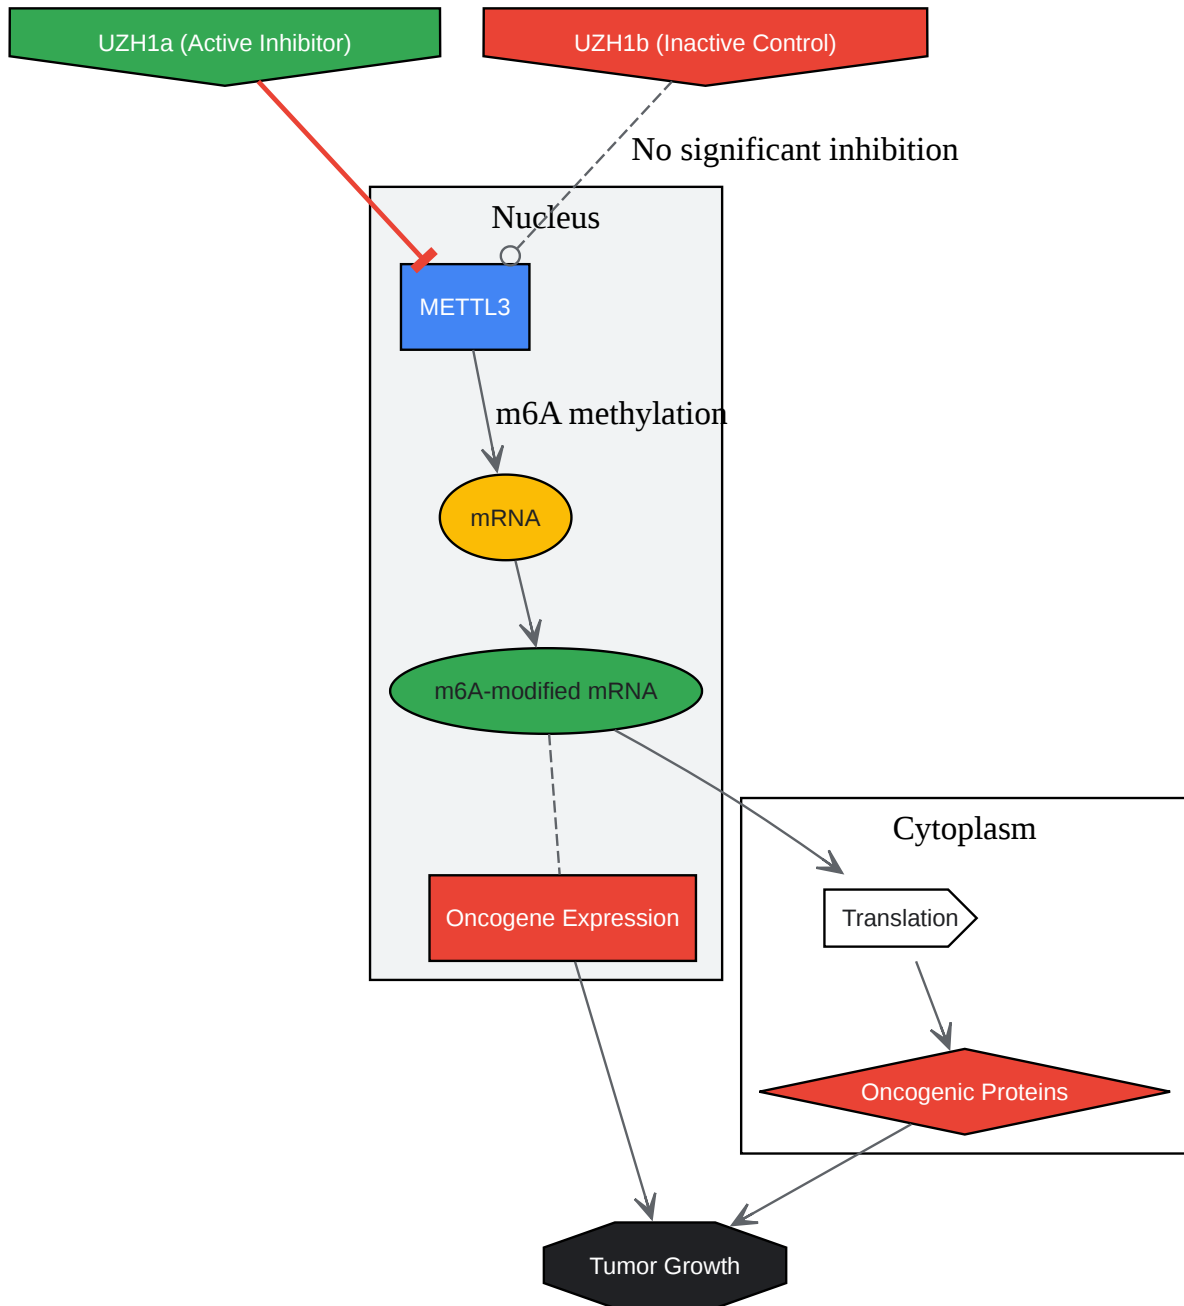 UZH1a (Active Inhibitor)
UZH1b (Inactive Control)
No significant inhibition
Nucleus
METTL3
m6A methylation
mRNA
m6A-modified mRNA
Cytoplasm
Oncogene Expression
Translation
Oncogenic Proteins
Tumor Growth